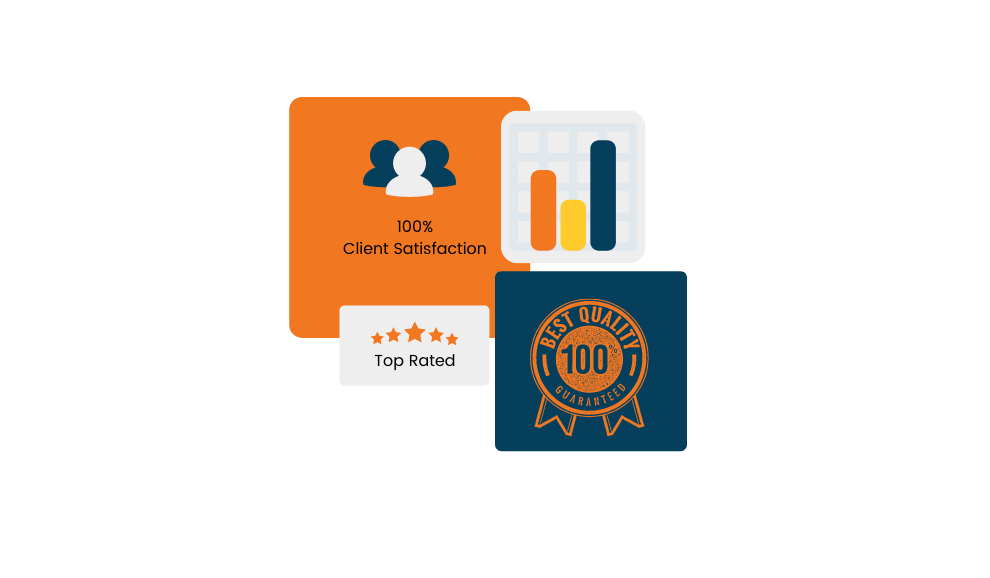 100%
Client Satisfaction
Top Rated
BEST QUALITY
100%
GUARANTEED